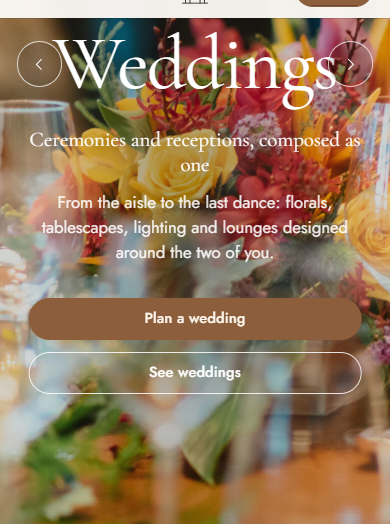 Weddings
Ceremonies and receptions, composed as
one
From the aisle to the last dance: florals,
tablescapes, lighting and lounges designed
around the two of you.
Plan a wedding
See weddings